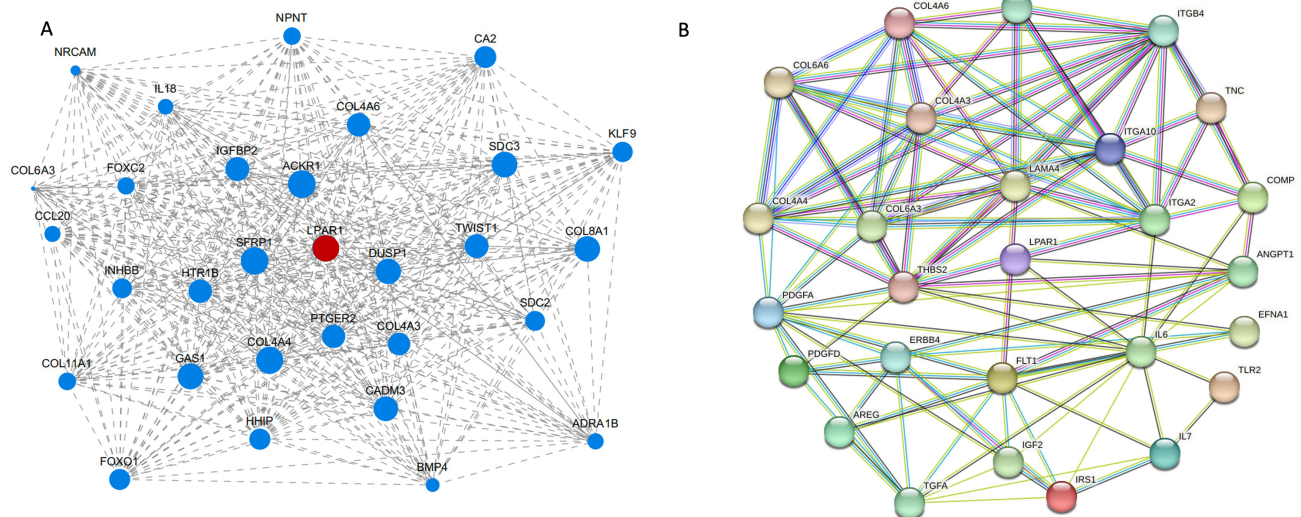 A
NPNT
CA2
NRCAM
IL18
COL4A6
KLF9
IGFBP2
ACKR1
SDC3
COL6A3
FOXC2
CCL20
SFRP1
LPAR1
TWIST1
COL8A1
DUSP1
INHBB
HTR1B
SDC2
PTGER2
COL4A3
COL11A1
GAS1
COL4A4
CADM3
HHIP
ADRA1B
FOXO1
BMP4
B
COL4A6
ITGB4
COL6A6
TNC
COL4A3
ITGA10
LAMA4
COMP
COL4A4
COL6A3
ITGA2
LPAR1
ANGPT1
THBS2
PDGFA
EFNA1
IL6
ERBB4
PDGFD
FLT1
TLR2
AREG
IGF2
IL7
IRS1
TGFA